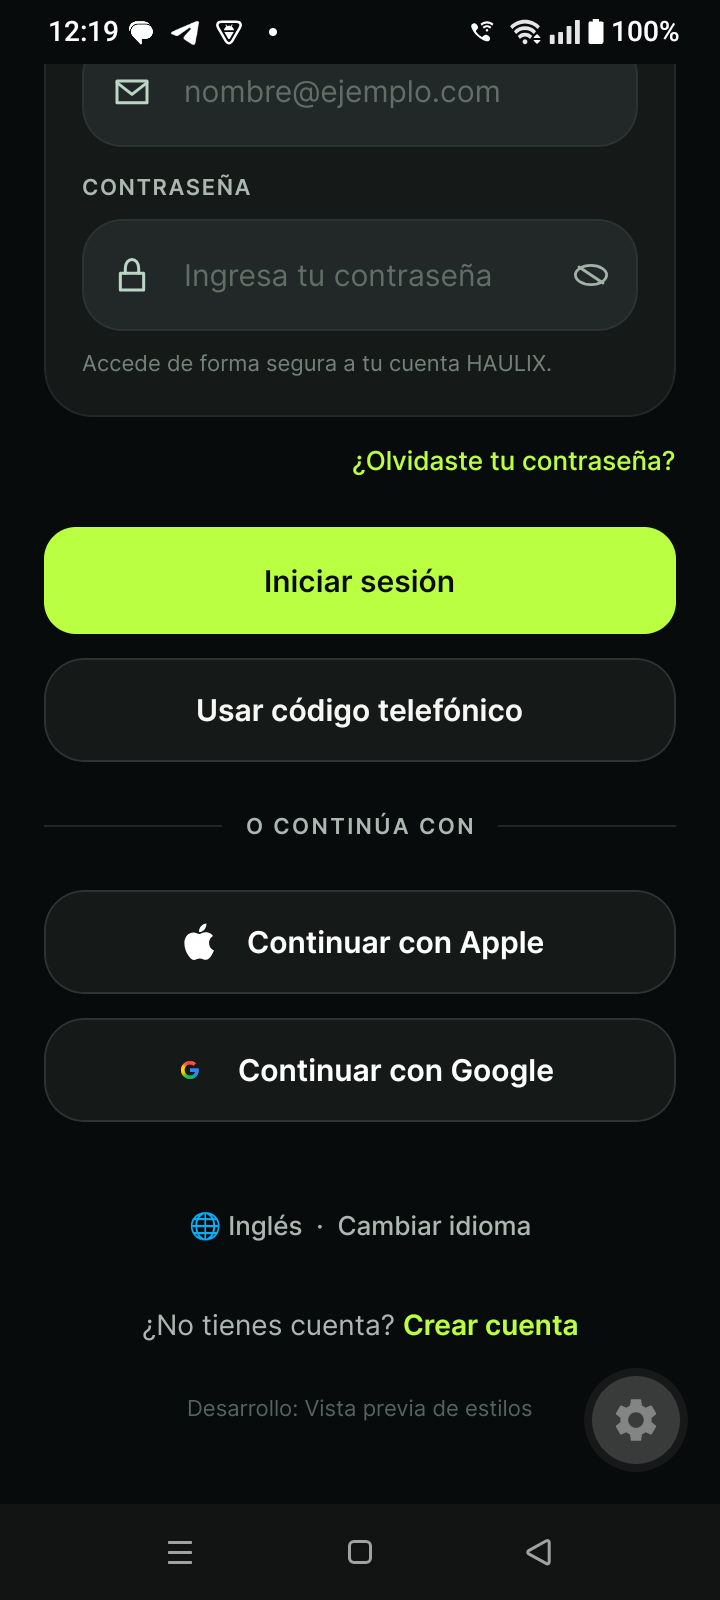 12:19 100%
nombre@ejemplo.com
CONTRASEÑA
Ingresa tu contraseña
Accede de forma segura a tu cuenta HAULIX.
¿Olvidaste tu contraseña?
Iniciar sesión
Usar código telefónico
O CONTINÚA CON
Continuar con Apple
Continuar con Google
Inglés · Cambiar idioma
¿No tienes cuenta? Crear cuenta
Desarrollo: Vista previa de estilos